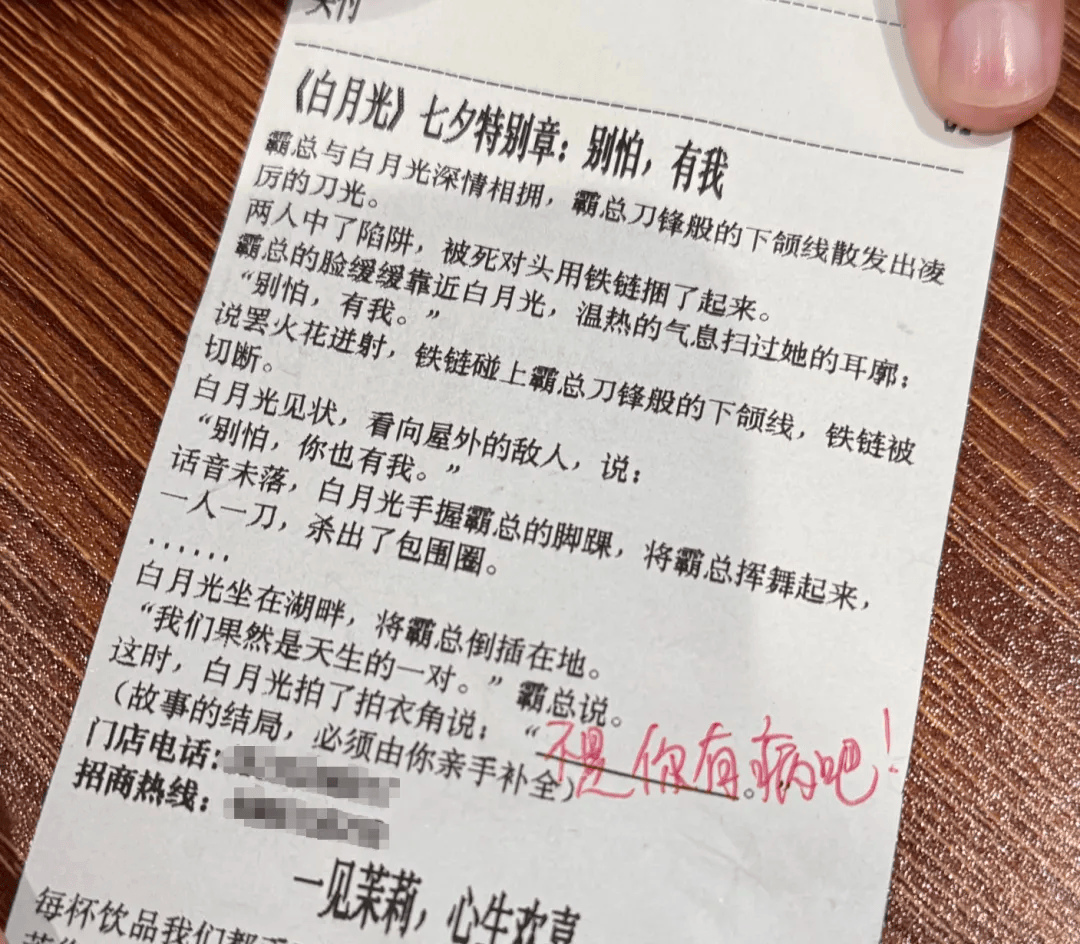 《白月光》七夕特别章：别怕，有我
霸总与白月光深情相拥，霸总刀锋般的下颌线散发出凌
厉的刀光。
两人中了陷阱，被死对头用铁链捆了起来。
霸总的脸缓缓靠近白月光，温热的气息扫过她的耳廓：
“别怕，有我。”
说罢火花迸射，铁链碰上霸总刀锋般的下颌线，铁链被
切断。
白月光见状，看向屋外的敌人，说：
“别怕，你也有我。”
话音未落，白月光手握霸总的脚踝，将霸总挥舞起来，
一人一刀，杀出了包围圈。
......
白月光坐在湖畔，将霸总倒插在地。
“我们果然是天生的一对。”霸总说。
这时，白月光拍了拍衣角说：“不是你有病吧！。”
（故事的结局，必须由你亲手补全）
门店电话：
招商热线：
一见茉莉，心生欢喜
每杯饮品我们都